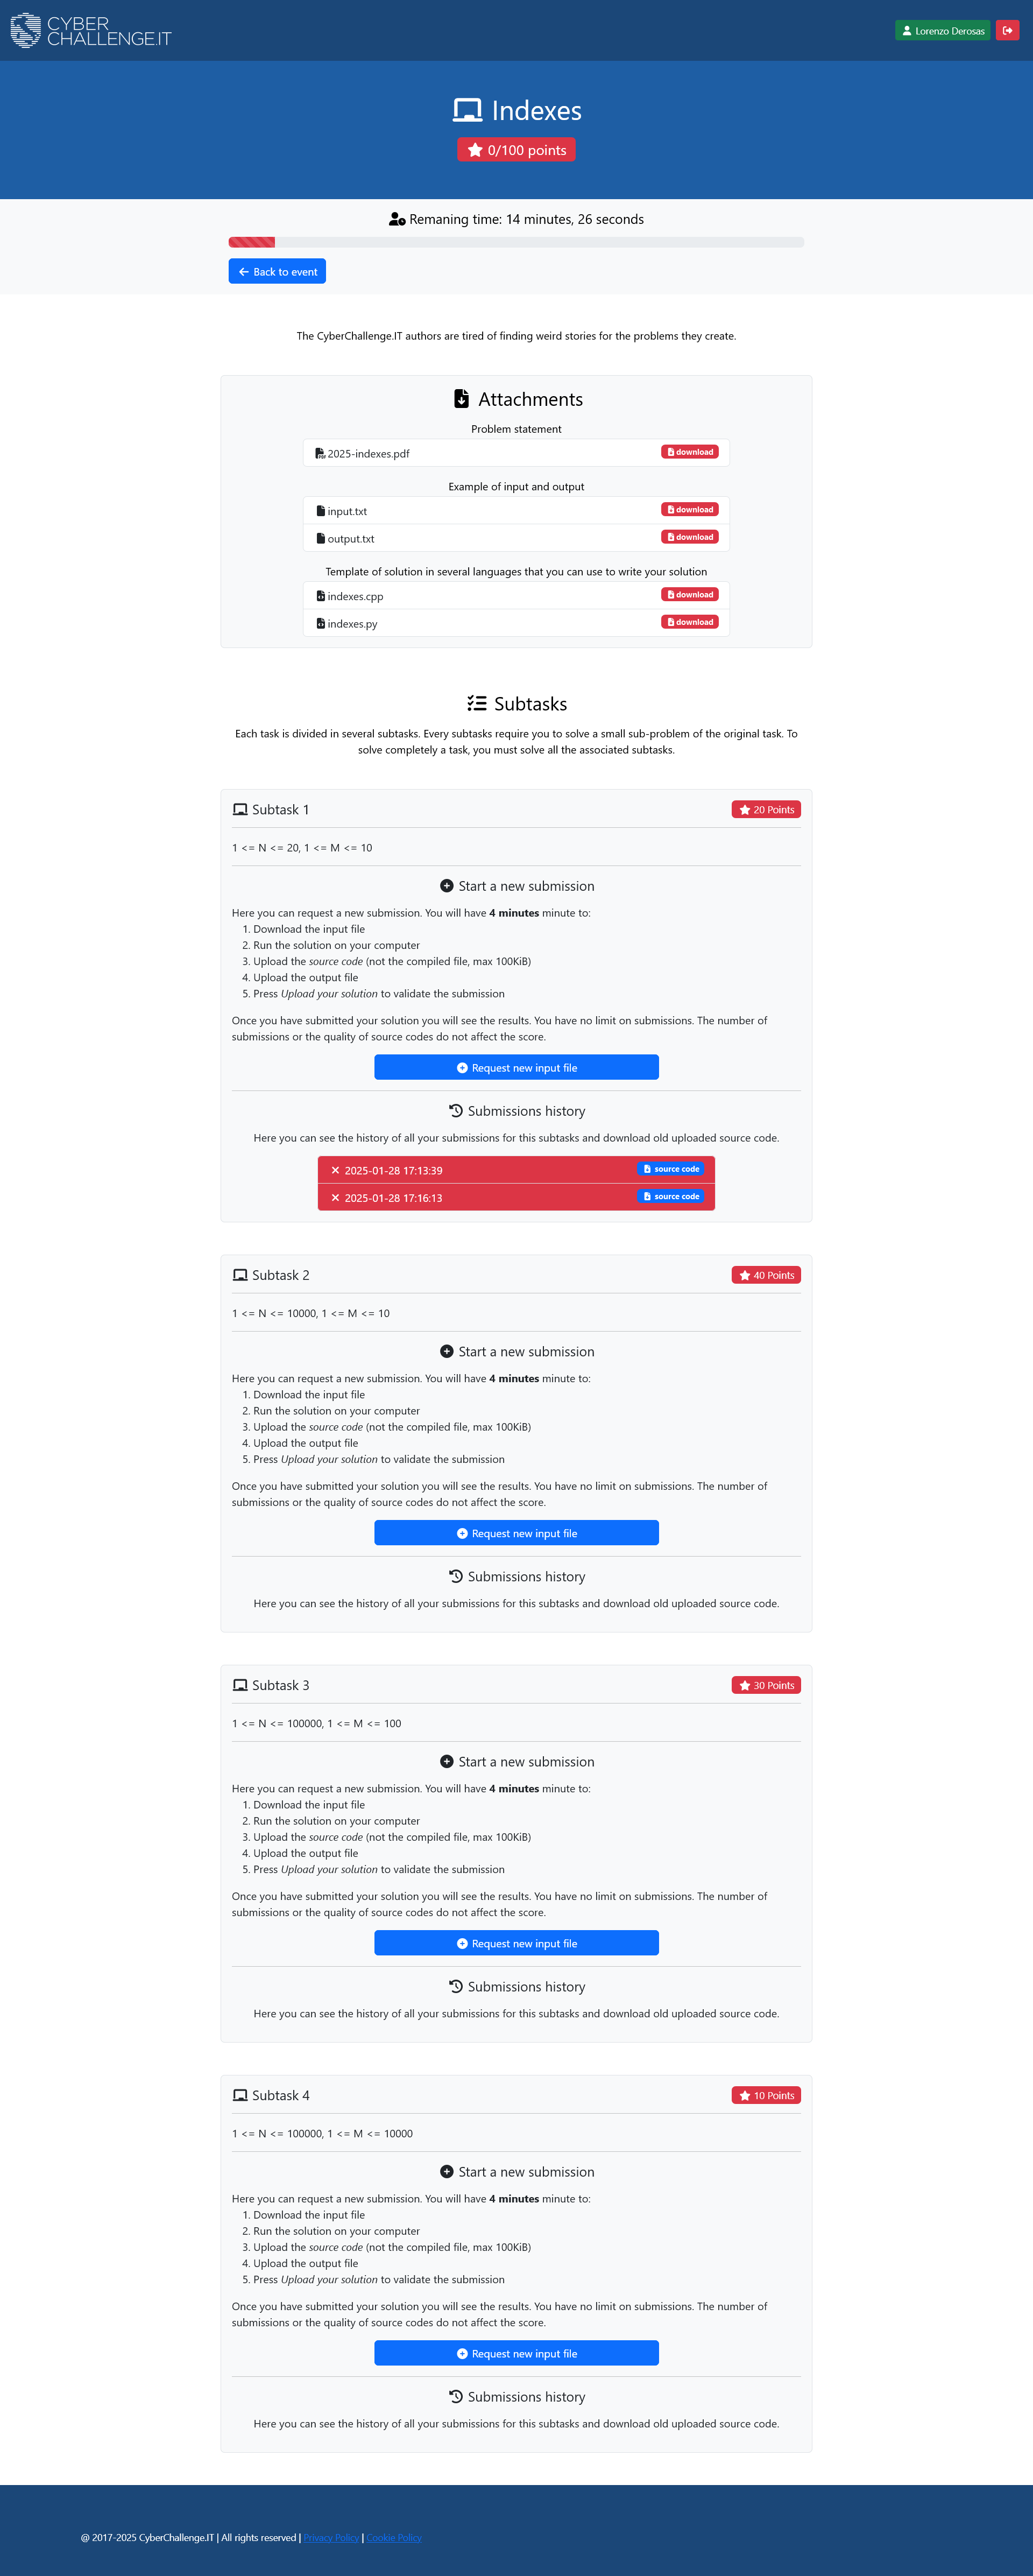 CYBER
CHALLENGE.IT
Lorenzo Derosas
Indexes
0/100 points
Remaning time: 14 minutes, 26 seconds
Back to event
The CyberChallenge.IT authors are tired of finding weird stories for the problems they create.
Attachments
Problem statement
2025-indexes.pdf download
Example of input and output
input.txt download
output.txt download
Template of solution in several languages that you can use to write your solution
indexes.cpp download
indexes.py download
Subtasks
Each task is divided in several subtasks. Every subtasks require you to solve a small sub-problem of the original task. To
solve completely a task, you must solve all the associated subtasks.
Subtask 1 20 Points
1 <= N <= 20, 1 <= M <= 10
Start a new submission
Here you can request a new submission. You will have 4 minutes minute to:
1. Download the input file
2. Run the solution on your computer
3. Upload the source code (not the compiled file, max 100KiB)
4. Upload the output file
5. Press Upload your solution to validate the submission
Once you have submitted your solution you will see the results. You have no limit on submissions. The number of
submissions or the quality of source codes do not affect the score.
Request new input file
Submissions history
Here you can see the history of all your submissions for this subtasks and download old uploaded source code.
2025-01-28 17:13:39 source code
2025-01-28 17:16:13 source code
Subtask 2 40 Points
1 <= N <= 10000, 1 <= M <= 10
Start a new submission
Here you can request a new submission. You will have 4 minutes minute to:
1. Download the input file
2. Run the solution on your computer
3. Upload the source code (not the compiled file, max 100KiB)
4. Upload the output file
5. Press Upload your solution to validate the submission
Once you have submitted your solution you will see the results. You have no limit on submissions. The number of
submissions or the quality of source codes do not affect the score.
Request new input file
Submissions history
Here you can see the history of all your submissions for this subtasks and download old uploaded source code.
Subtask 3 30 Points
1 <= N <= 100000, 1 <= M <= 100
Start a new submission
Here you can request a new submission. You will have 4 minutes minute to:
1. Download the input file
2. Run the solution on your computer
3. Upload the source code (not the compiled file, max 100KiB)
4. Upload the output file
5. Press Upload your solution to validate the submission
Once you have submitted your solution you will see the results. You have no limit on submissions. The number of
submissions or the quality of source codes do not affect the score.
Request new input file
Submissions history
Here you can see the history of all your submissions for this subtasks and download old uploaded source code.
Subtask 4 10 Points
1 <= N <= 100000, 1 <= M <= 10000
Start a new submission
Here you can request a new submission. You will have 4 minutes minute to:
1. Download the input file
2. Run the solution on your computer
3. Upload the source code (not the compiled file, max 100KiB)
4. Upload the output file
5. Press Upload your solution to validate the submission
Once you have submitted your solution you will see the results. You have no limit on submissions. The number of
submissions or the quality of source codes do not affect the score.
Request new input file
Submissions history
Here you can see the history of all your submissions for this subtasks and download old uploaded source code.
@ 2017-2025 CyberChallenge.IT | All rights reserved | Privacy Policy | Cookie Policy